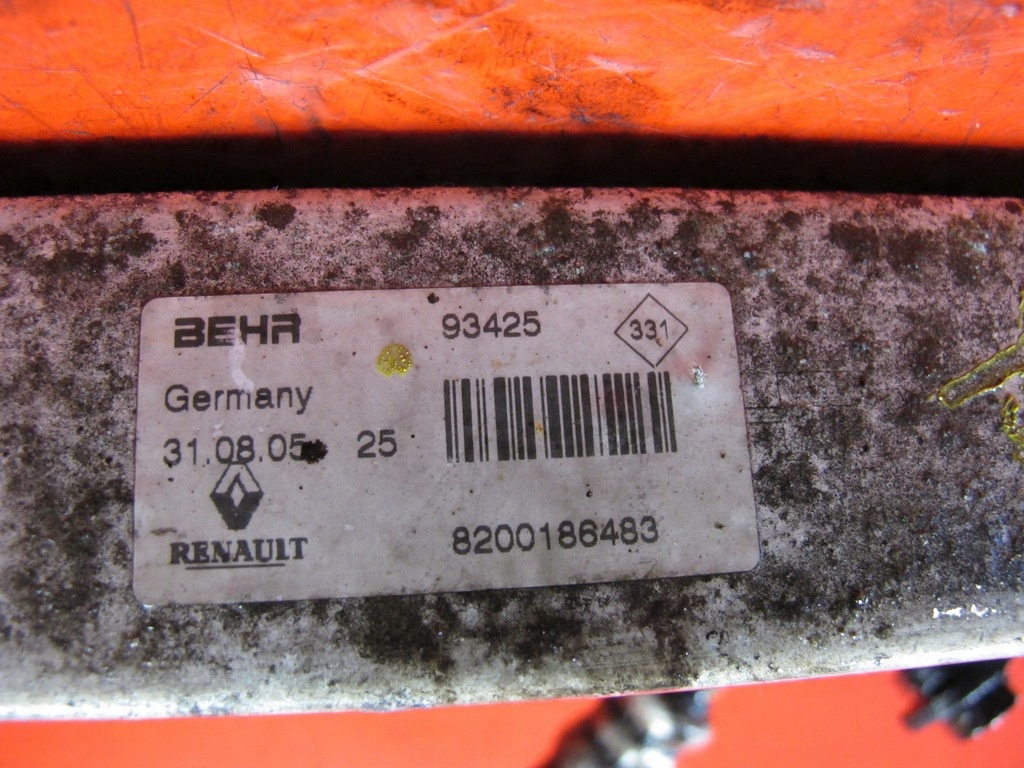 BEHR 93425 331
Germany
31.08.05 25
RENAULT 8200186483